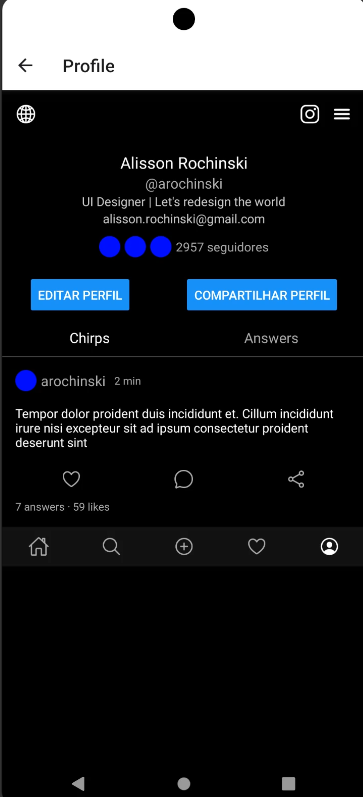 Profile
Alisson Rochinski
@arochinski
UI Designer | Let's redesign the world
alisson.rochinski@gmail.com
2957 seguidores
EDITAR PERFIL
COMPARTILHAR PERFIL
Chirps
Answers
arochinski 2 min
Tempor dolor proident duis incididunt et. Cillum incididunt
irure nisi excepteur sit ad ipsum consectetur proident
deserunt sint
7 answers · 59 likes